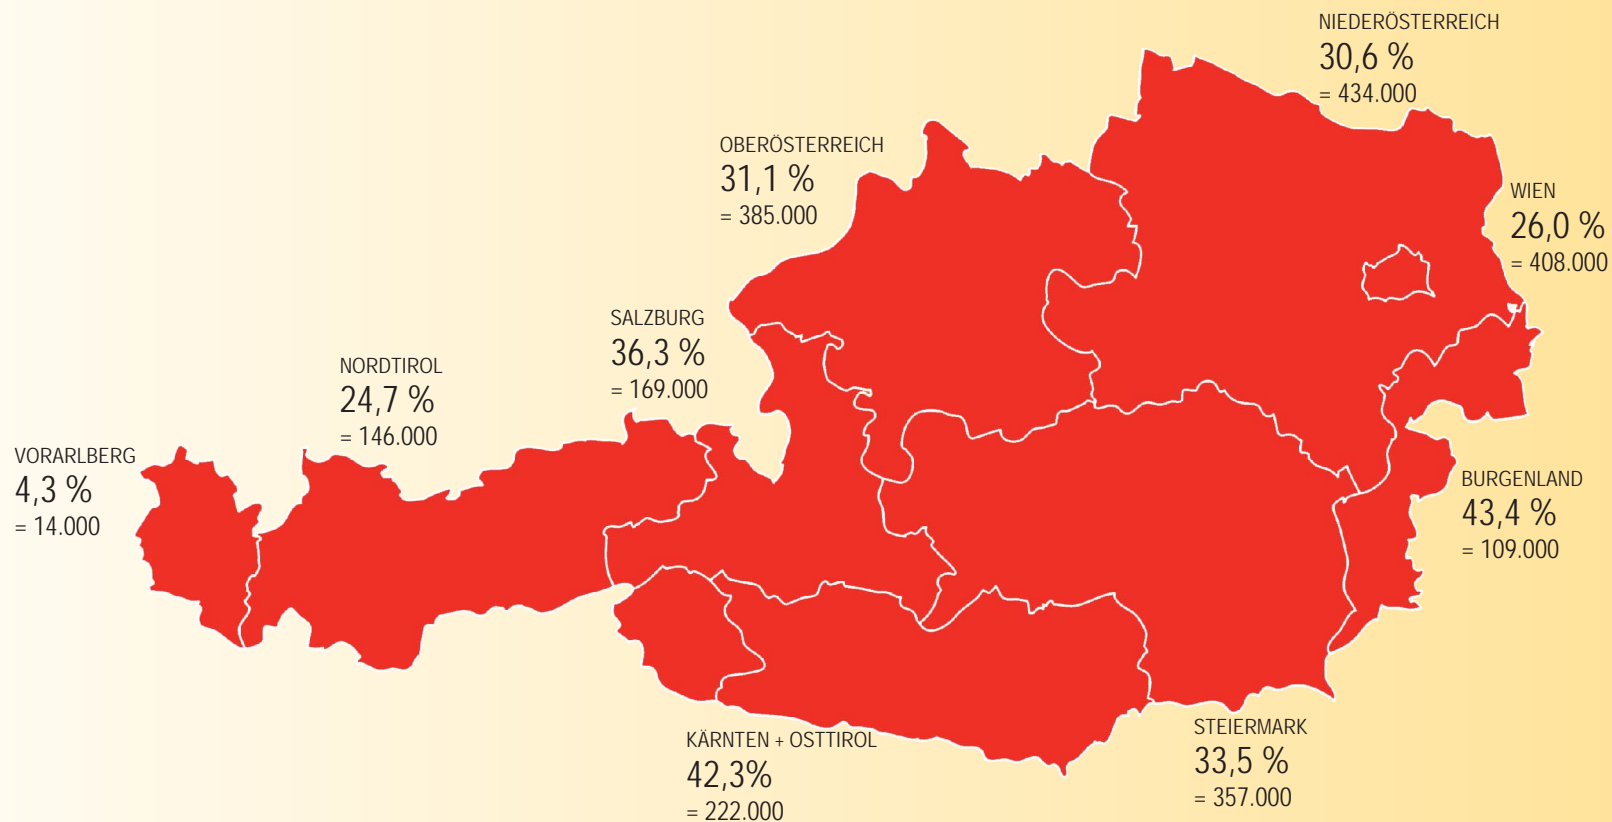 NIEDERÖSTERREICH
30,6 %
= 434.000
OBERÖSTERREICH
31,1 %
= 385.000
WIEN
26,0 %
= 408.000
SALZBURG
36,3 %
= 169.000
NORDTIROL
24,7 %
= 146.000
VORARLBERG
4,3 %
= 14.000
BURGENLAND
43,4 %
= 109.000
STEIERMARK
33,5 %
= 357.000
KÄRNTEN + OSTTIROL
42,3%
= 222.000